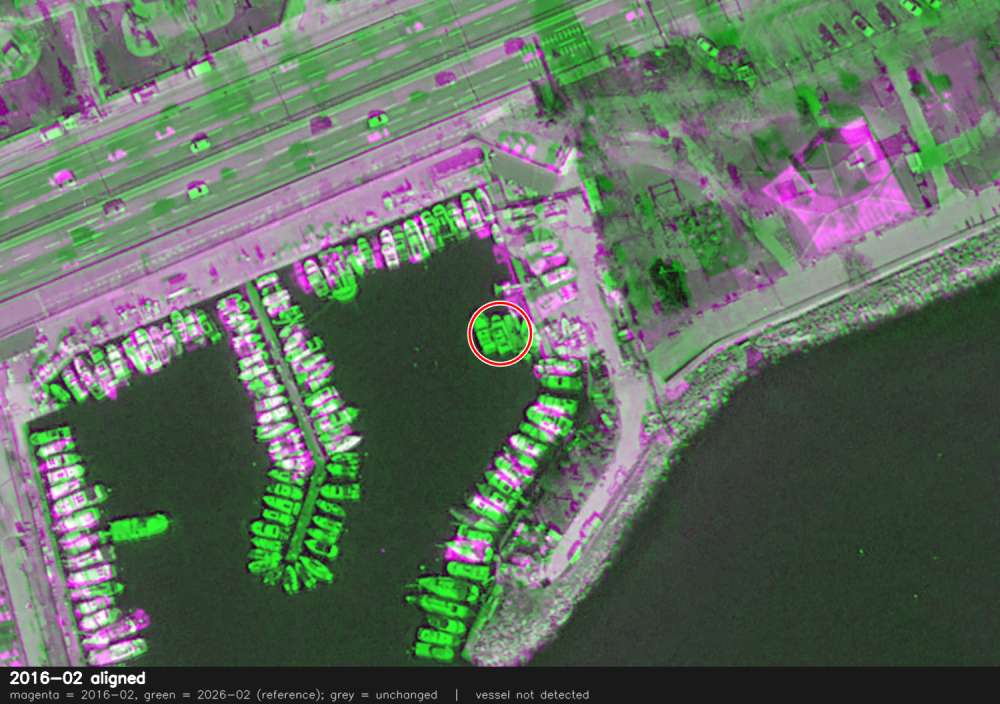 2016-02 aligned
magenta = 2016-02, green = 2026-02 (reference); grey = unchanged | vessel not detected